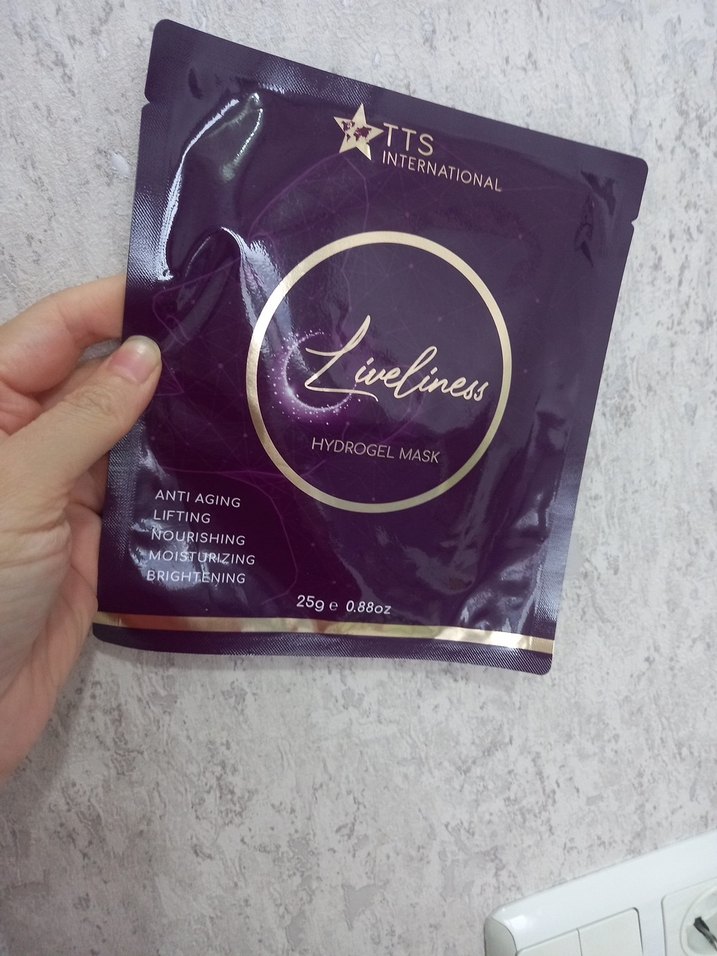 TTS
INTERNATIONAL
Liveliness
HYDROGEL MASK
ANTI AGING
LIFTING
NOURISHING
MOISTURIZING
BRIGHTENING
25g e 0.88oz